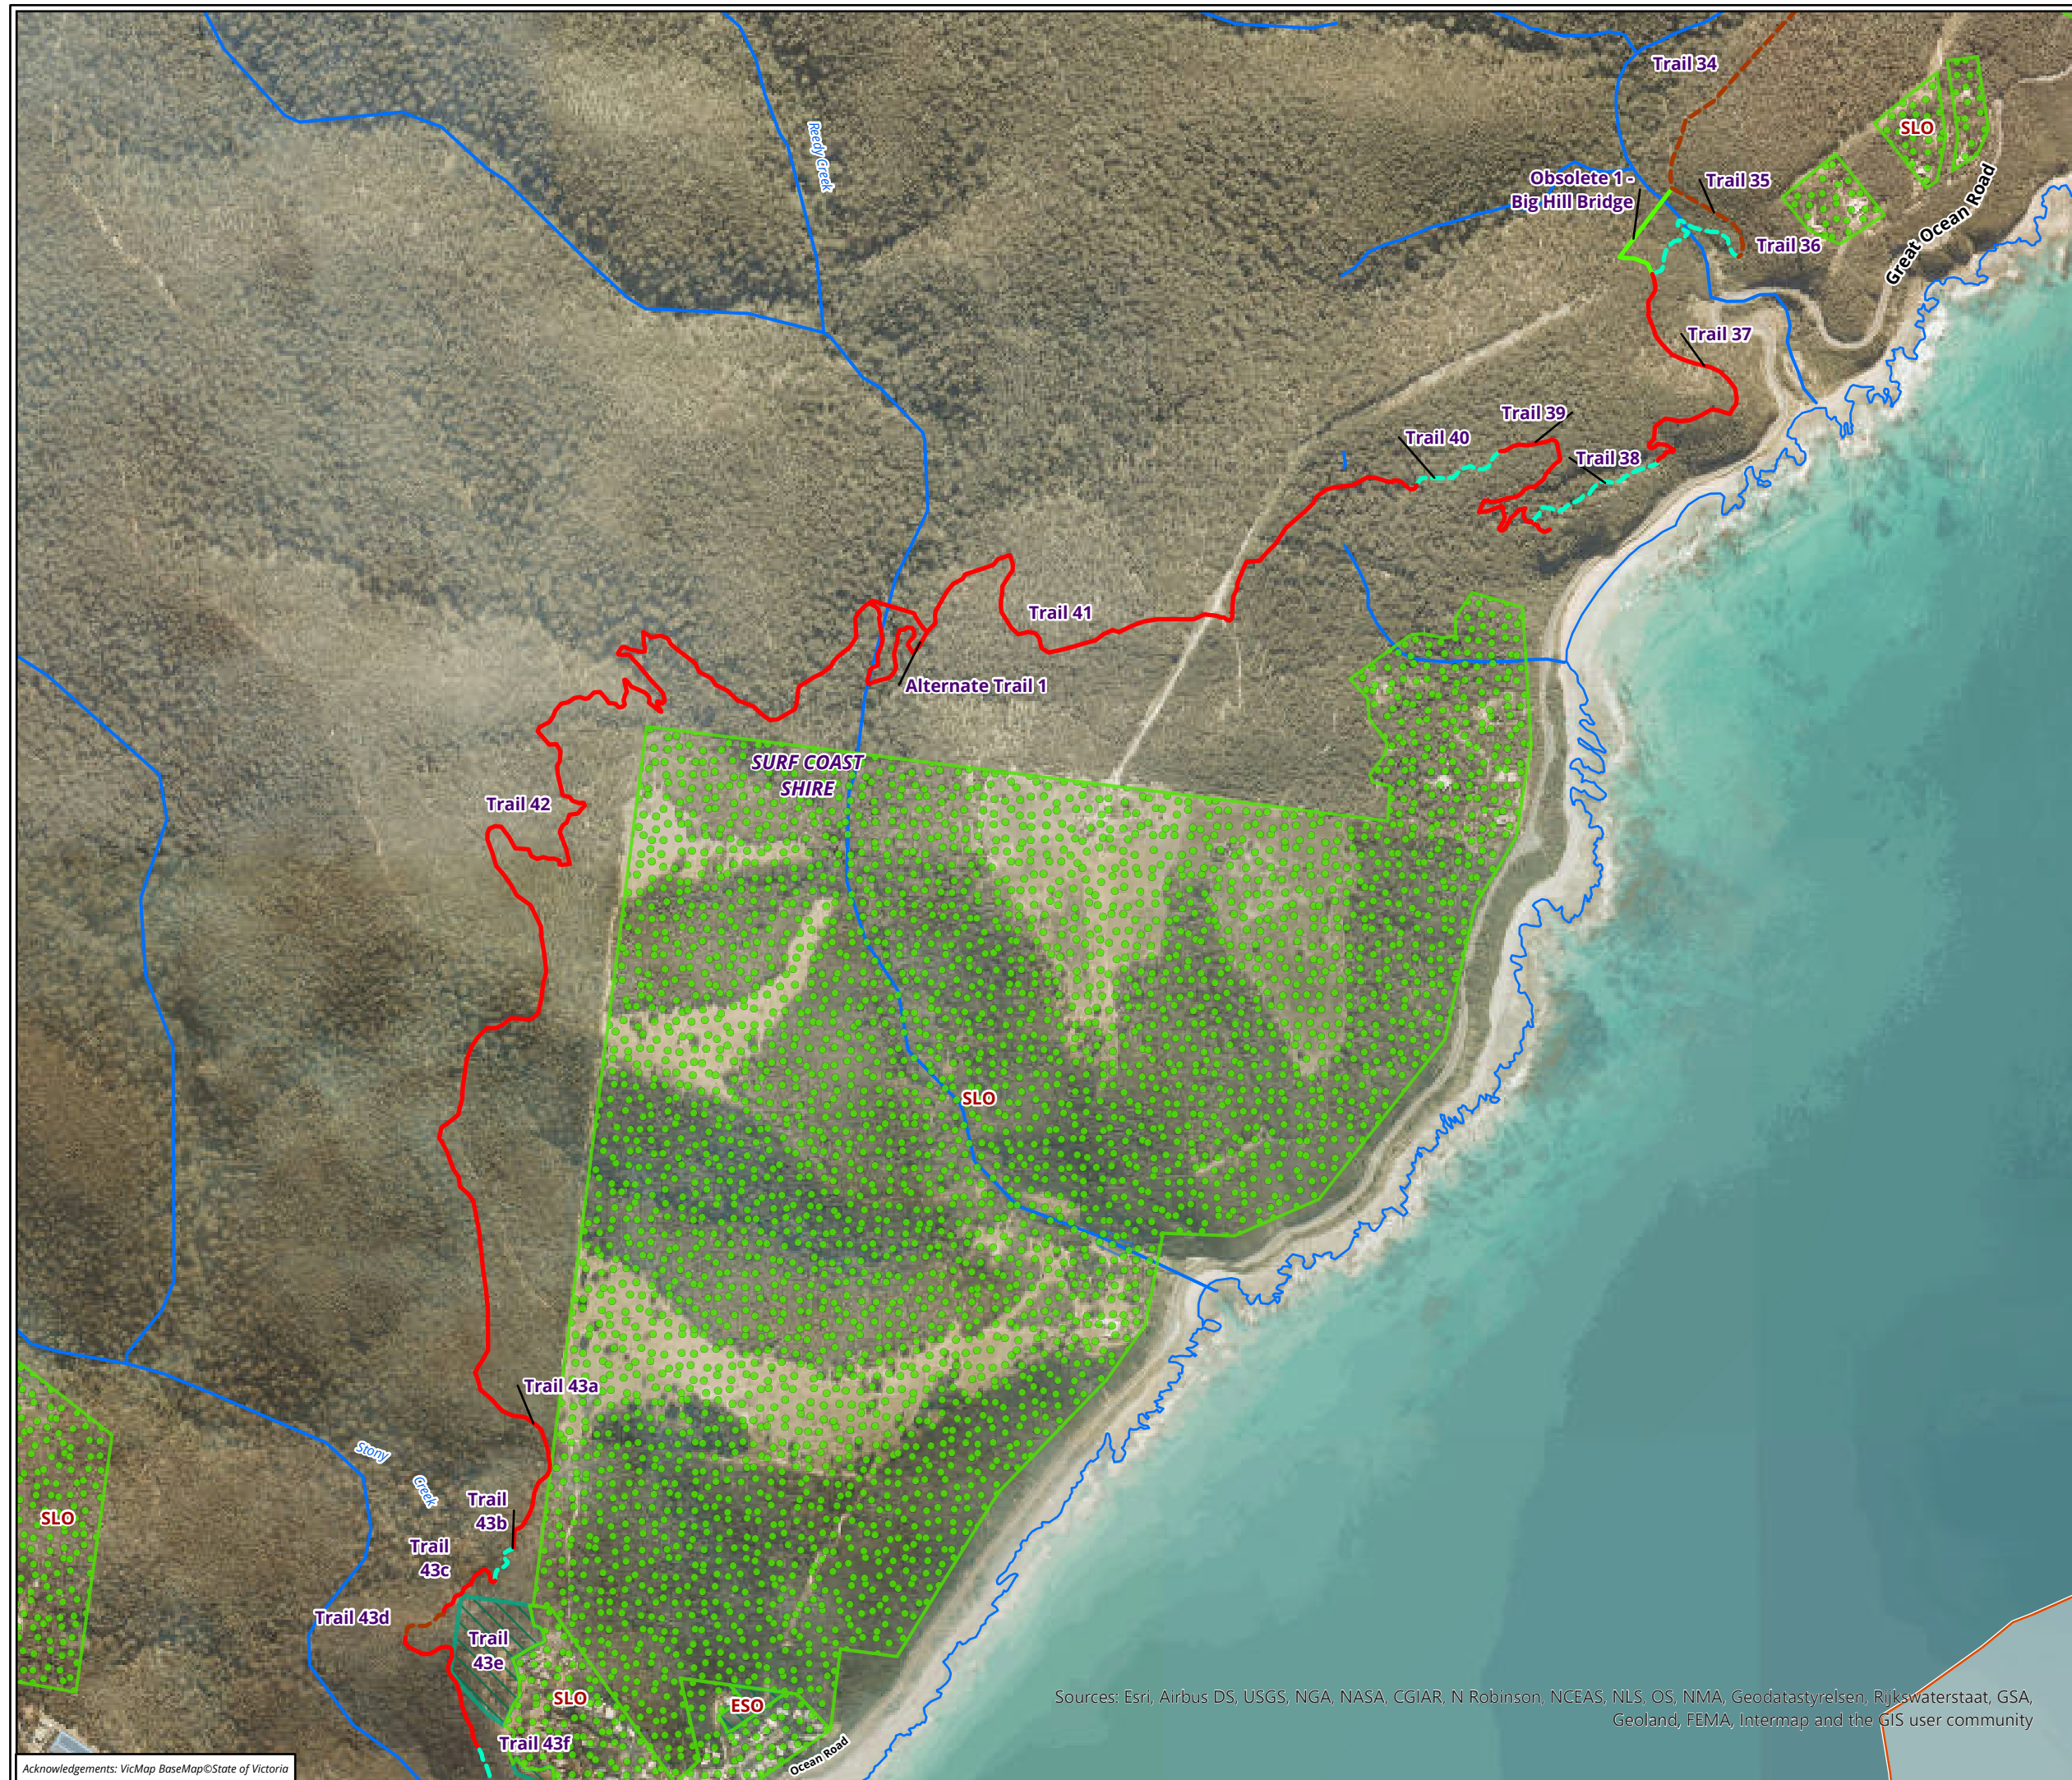 Trail 34
Reedy Creek
SLO
Obsolete 1 -
Big Hill Bridge
Trail 35
Trail 36
Great Ocean Road
Trail 37
Trail 39
Trail 40
Trail 38
Trail 41
Alternate Trail 1
SURF COAST
SHIRE
Trail 42
SLO
Trail 43a
Stony
Creek
Trail
43b
SLO
Trail
43c
Trail 43d
Trail
43e
SLO
ESO
Trail 43f
Ocean Road
Sources: Esri, Airbus DS, USGS, NGA, NASA, CGIAR, N Robinson, NCEAS, NLS, OS, NMA, Geodatastyrelsen, Rijkswaterstaat, GSA,
Geoland, FEMA, Intermap and the GIS user community
Acknowledgements: VicMap BaseMap©State of Victoria